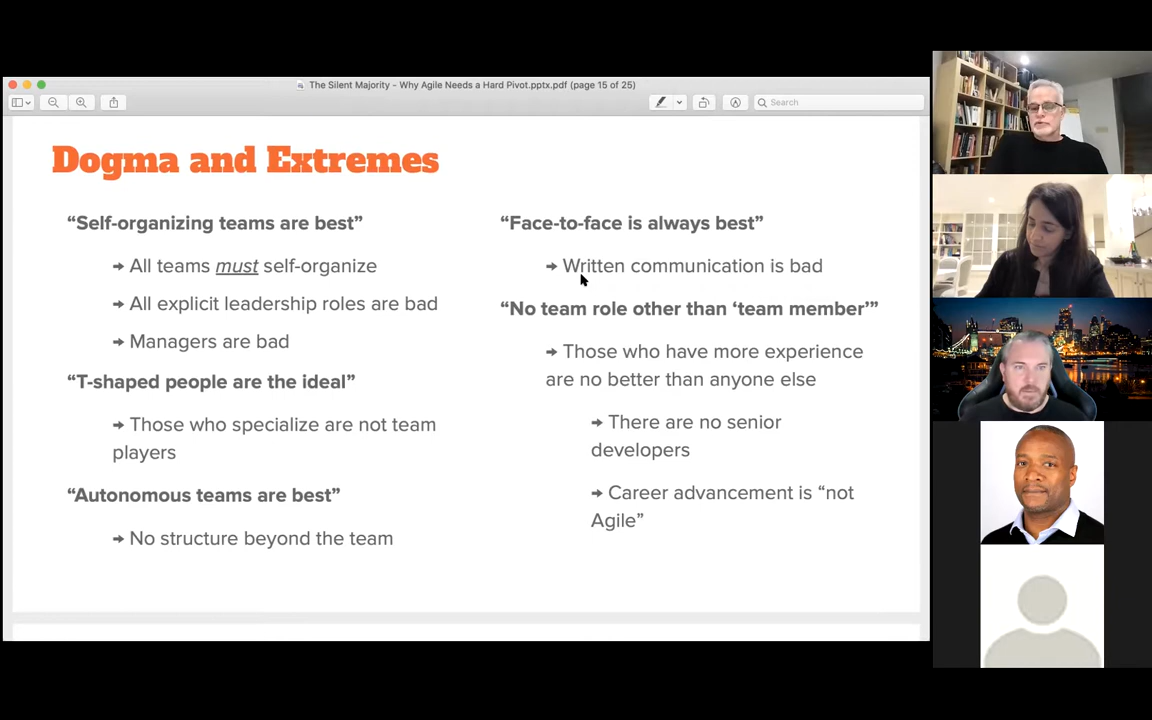 The Silent Majority - Why Agile Needs a Hard Pivot.pptx.pdf (page 15 of 25)
Search
Dogma and Extremes
“Self-organizing teams are best”
➔ All teams must self-organize
➔ All explicit leadership roles are bad
➔ Managers are bad
“T-shaped people are the ideal”
➔ Those who specialize are not team
players
“Autonomous teams are best”
➔ No structure beyond the team
“Face-to-face is always best”
➔ Written communication is bad
“No team role other than ‘team member’”
➔ Those who have more experience
are no better than anyone else
➔ There are no senior
developers
➔ Career advancement is “not
Agile”